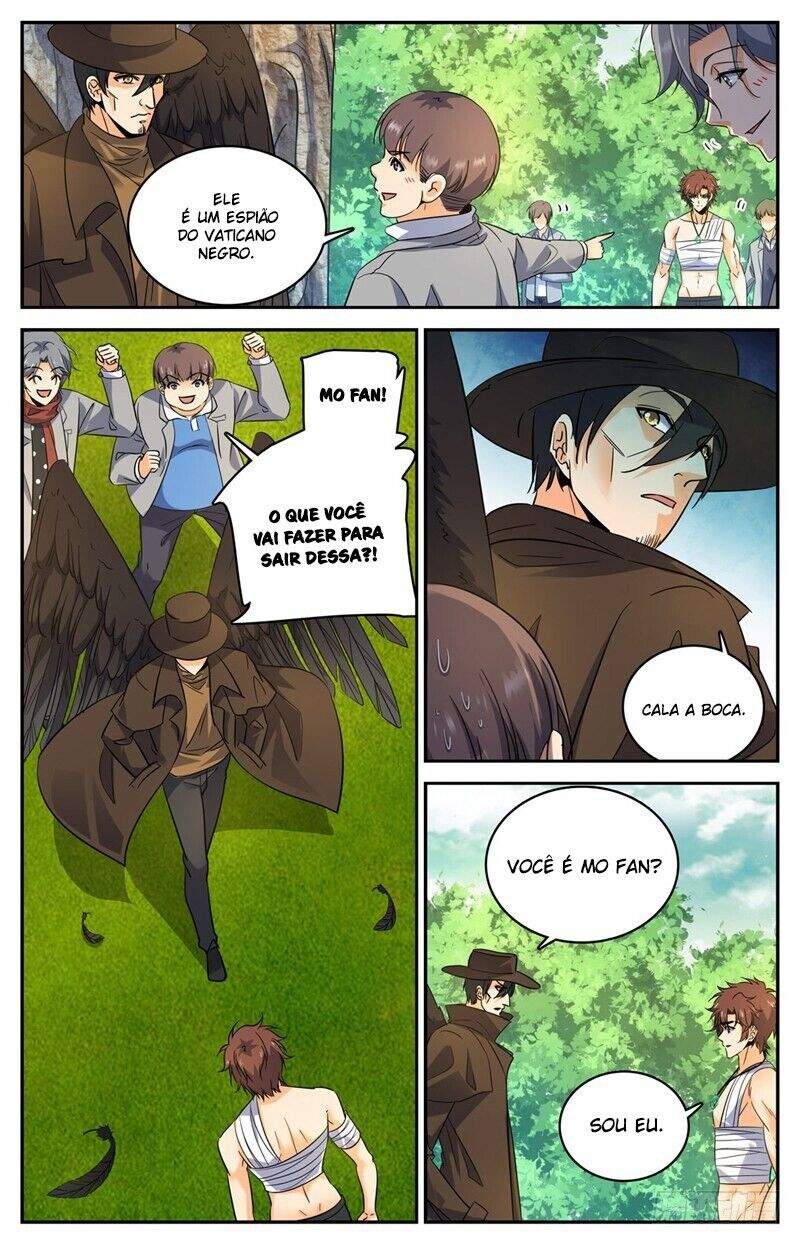 ELE
É UM ESPIÃO
DO VATICANO
NEGRO.
MO FAN!
O QUE VOCÊ
VAI FAZER PARA
SAIR DESSA?!
CALA A BOCA.
VOCÊ É MO FAN?
SOU EU.